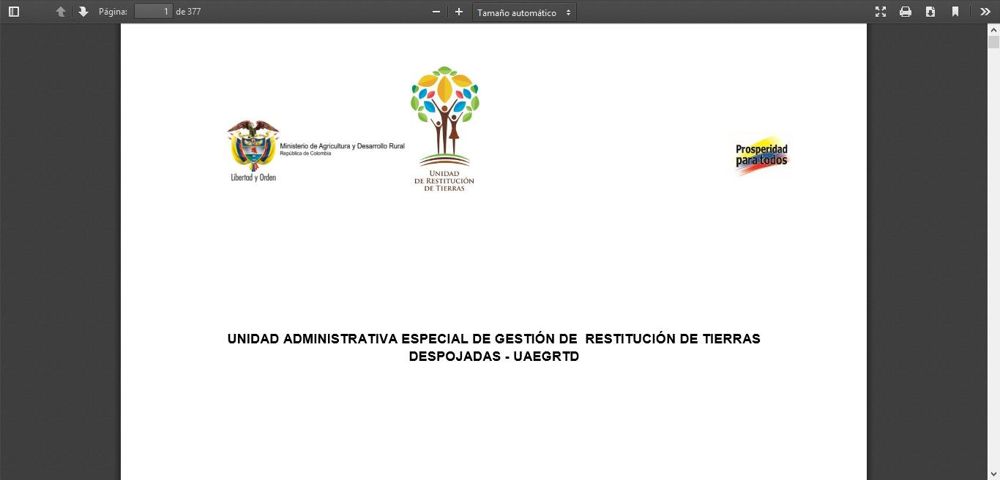 Página: 1 de 377 Tamaño automático
Ministerio de Agricultura y Desarrollo Rural
República de Colombia
Libertad y Orden
UNIDAD
DE RESTITUCIÓN
DE TIERRAS
Prosperidad
para todos
UNIDAD ADMINISTRATIVA ESPECIAL DE GESTIÓN DE  RESTITUCIÓN DE TIERRAS
DESPOJADAS - UAEGRTD